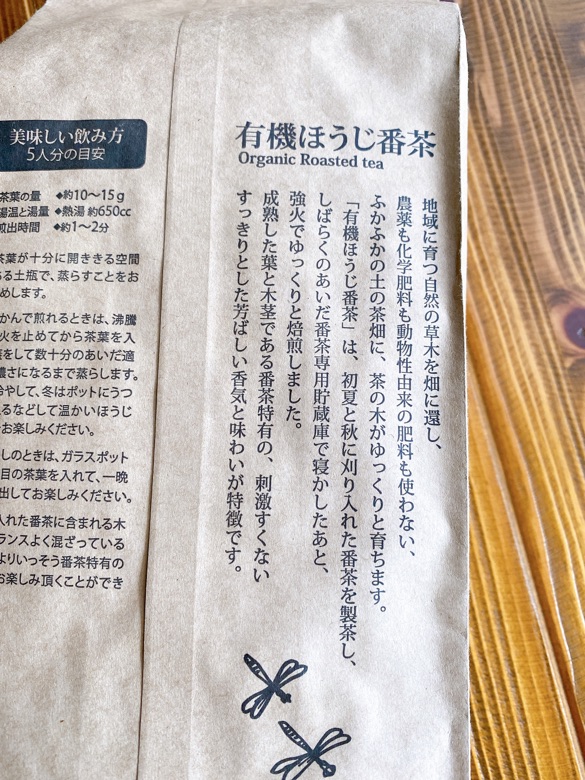 有機ほうじ番茶
Organic Roasted tea
地域に育つ自然の草木を畑に還し、
農薬も化学肥料も動物性由来の肥料も使わない、
ふかふかの土の茶畑に、茶の木がゆっくりと育ちます。
「有機ほうじ番茶」は、初夏と秋に刈り入れた番茶を製茶し、
しばらくのあいだ番茶専用貯蔵庫で寝かしたあと、
強火でゆっくりと焙煎しました。
成熟した葉と木茎である番茶特有の、刺激すくない
すっきりとした芳ばしい香気と味わいが特徴です。
美味しい飲み方
5人分の目安
茶葉の量 ◆約10〜15g
湯温と湯量 ◆熱湯 約650cc
煎出時間 ◆約1〜2分
茶葉が十分に開ききる空間
ある土瓶で、蒸らすことをお
めします。
かんで煎れるときは、沸騰
火を止めてから茶葉を入
をして数十分のあいだ適
濃さになるまで蒸らします。
冷やして、冬はポットにうつ
るなどして温かいほうじ
お楽しみください。
しのときは、ガラスポット
目の茶葉を入れて、一晩
出してお楽しみください。
入れた番茶に含まれる木
ランスよく混ざっている
よりいっそう番茶特有の
お楽しみ頂くことができ